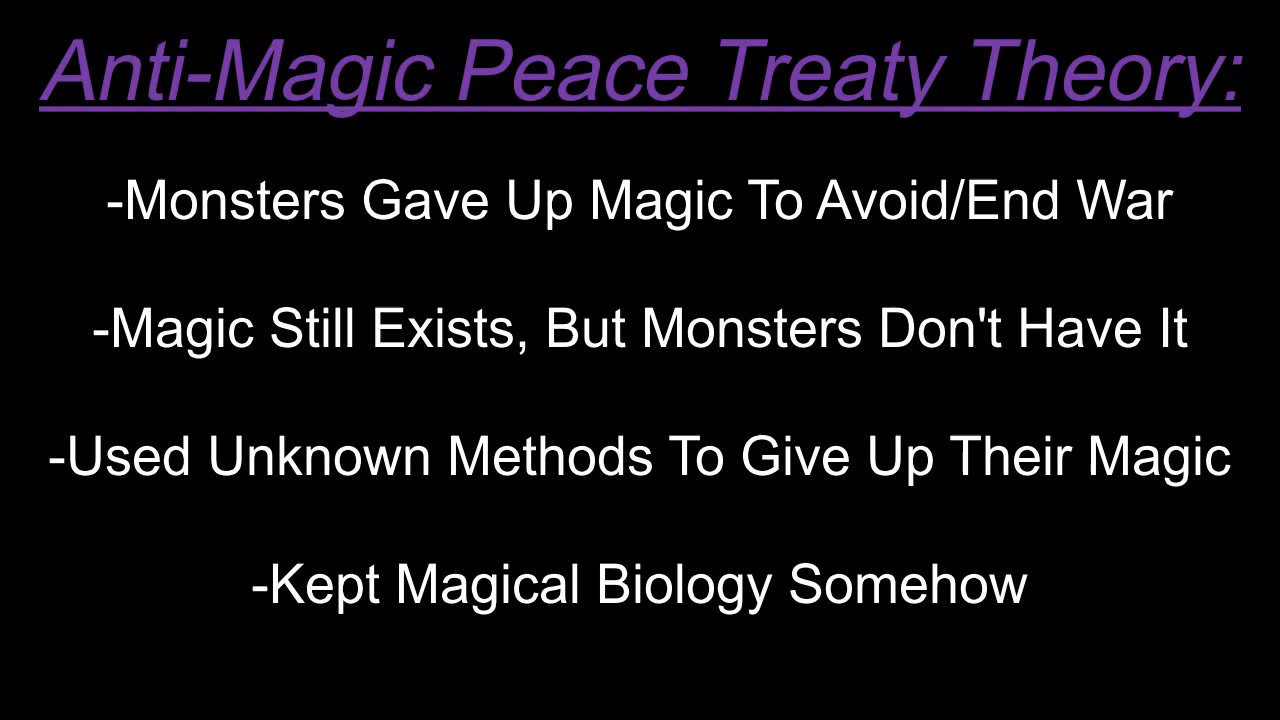 Anti-Magic Peace Treaty Theory:
-Monsters Gave Up Magic To Avoid/End War
-Magic Still Exists, But Monsters Don't Have It
-Used Unknown Methods To Give Up Their Magic
-Kept Magical Biology Somehow